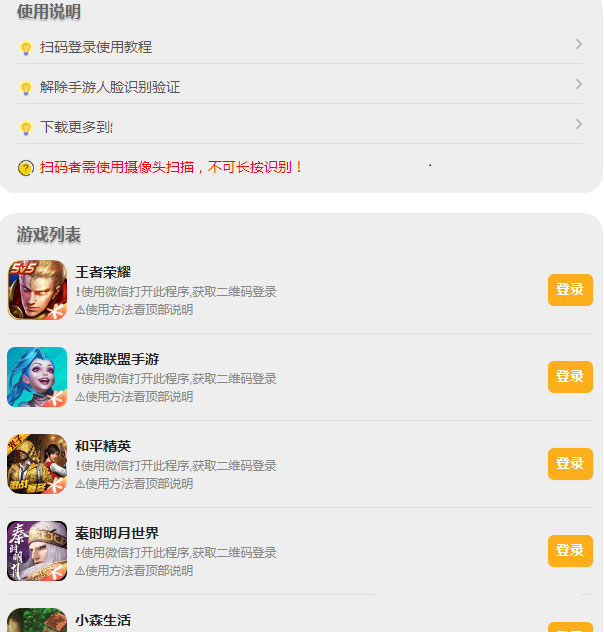 使用说明
扫码登录使用教程
解除手游人脸识别验证
下载更多到
扫码者需使用摄像头扫描，不可长按识别！
游戏列表
5v5
王者荣耀
!使用微信打开此程序,获取二维码登录
⚠使用方法看顶部说明
登录
英雄联盟手游
!使用微信打开此程序,获取二维码登录
⚠使用方法看顶部说明
登录
和平精英
!使用微信打开此程序,获取二维码登录
⚠使用方法看顶部说明
登录
秦时明月
秦时明月世界
!使用微信打开此程序,获取二维码登录
⚠使用方法看顶部说明
登录
小森生活